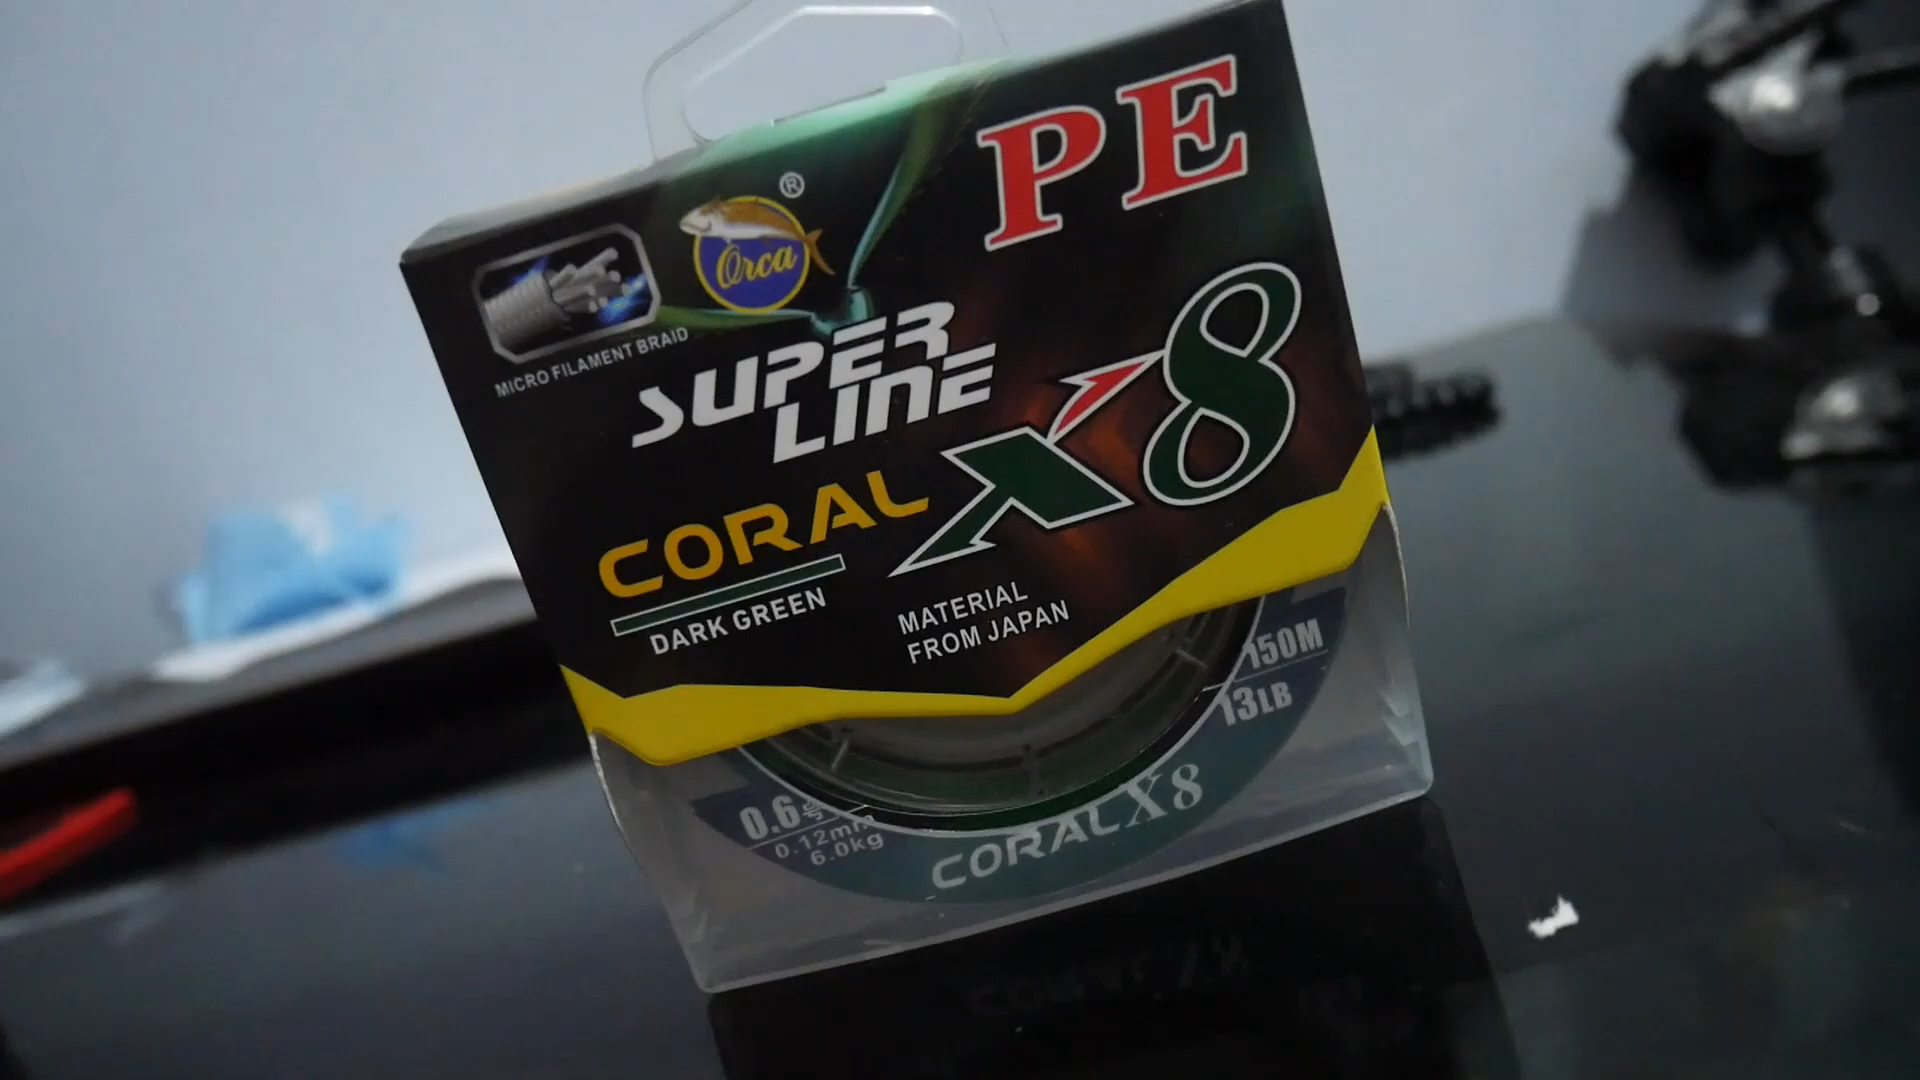 PE
®
Orca
MICRO FILAMENT BRAID
SUPER
LINE
X8
CORAL
DARK GREEN
MATERIAL
FROM JAPAN
150M
13LB
0.6号
0.12mm
6.0kg
CORAL X8